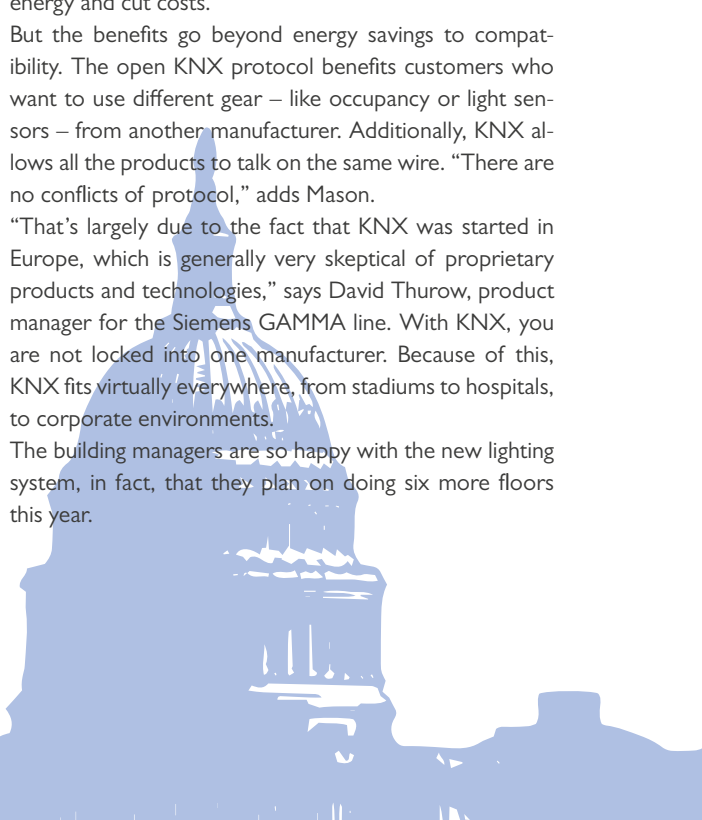 energy and cut costs.
But the benefits go beyond energy savings to compat-
ibility. The open KNX protocol benefits customers who
want to use different gear – like occupancy or light sen-
sors – from another manufacturer. Additionally, KNX al-
lows all the products to talk on the same wire. “There are
no conflicts of protocol,” adds Mason.
“That’s largely due to the fact that KNX was started in
Europe, which is generally very skeptical of proprietary
products and technologies,” says David Thurow, product
manager for the Siemens GAMMA line. With KNX, you
are not locked into one manufacturer. Because of this,
KNX fits virtually everywhere, from stadiums to hospitals,
to corporate environments.
The building managers are so happy with the new lighting
system, in fact, that they plan on doing six more floors
this year.